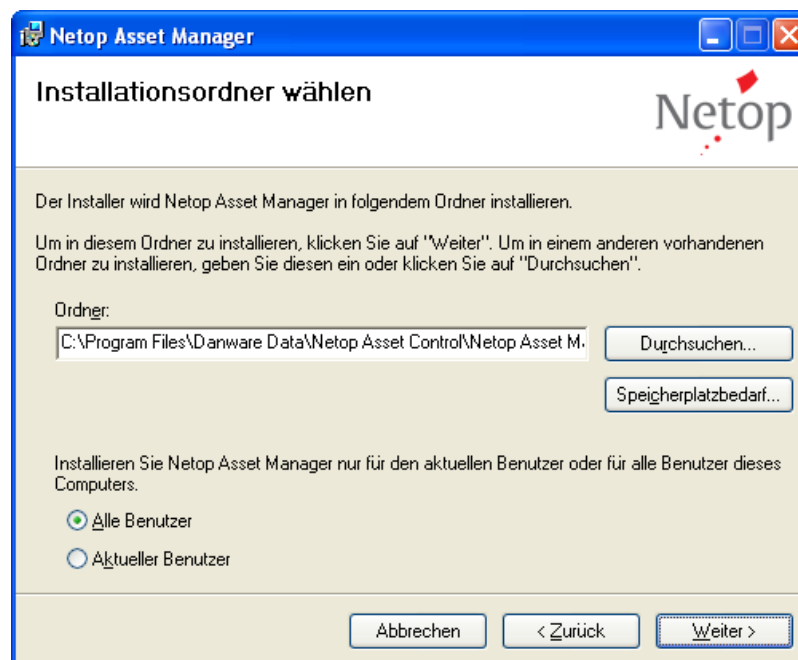 Netop Asset Manager
Installationsordner wählen
Netop
Der Installer wird Netop Asset Manager in folgendem Ordner installieren.
Um in diesem Ordner zu installieren, klicken Sie auf "Weiter". Um in einem anderen vorhandenen
Ordner zu installieren, geben Sie diesen ein oder klicken Sie auf "Durchsuchen".
Ordner:
C:\Program Files\Danware Data\Netop Asset Control\Netop Asset M
Durchsuchen...
Speicherplatzbedarf...
Installieren Sie Netop Asset Manager nur für den aktuellen Benutzer oder für alle Benutzer dieses
Computers.
Alle Benutzer
Aktueller Benutzer
Abbrechen
< Zurück
Weiter >